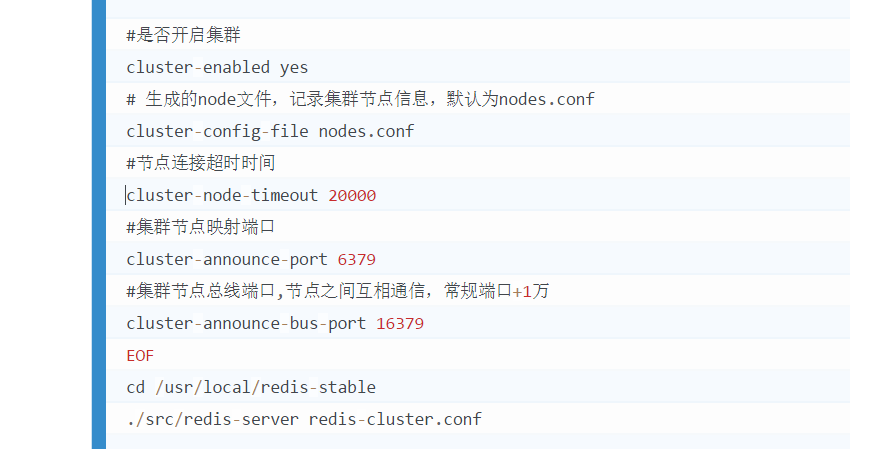 #是否开启集群
cluster-enabled yes
# 生成的node文件，记录集群节点信息，默认为nodes.conf
cluster-config-file nodes.conf
#节点连接超时时间
cluster-node-timeout 20000
#集群节点映射端口
cluster-announce-port 6379
#集群节点总线端口,节点之间互相通信，常规端口+1万
cluster-announce-bus-port 16379
EOF
cd /usr/local/redis-stable
./src/redis-server redis-cluster.conf